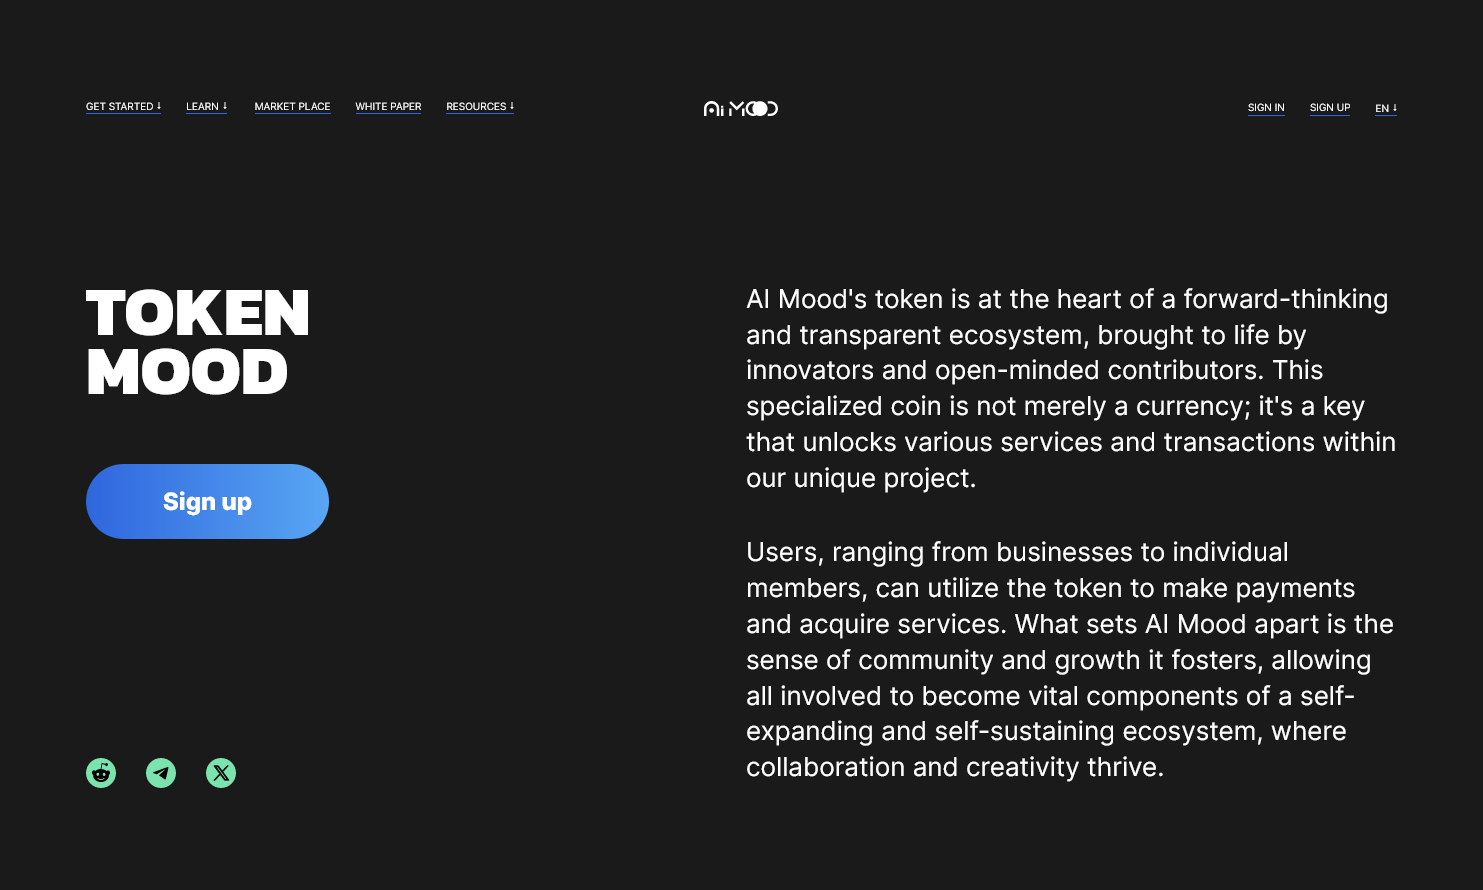 GET STARTED ↓
LEARN ↓
MARKET PLACE
WHITE PAPER
RESOURCES ↓
Ai MOOD
SIGN IN
SIGN UP
EN ↓
TOKEN
MOOD
Sign up
AI Mood's token is at the heart of a forward-thinking
and transparent ecosystem, brought to life by
innovators and open-minded contributors. This
specialized coin is not merely a currency; it's a key
that unlocks various services and transactions within
our unique project.
Users, ranging from businesses to individual
members, can utilize the token to make payments
and acquire services. What sets AI Mood apart is the
sense of community and growth it fosters, allowing
all involved to become vital components of a self-
expanding and self-sustaining ecosystem, where
collaboration and creativity thrive.